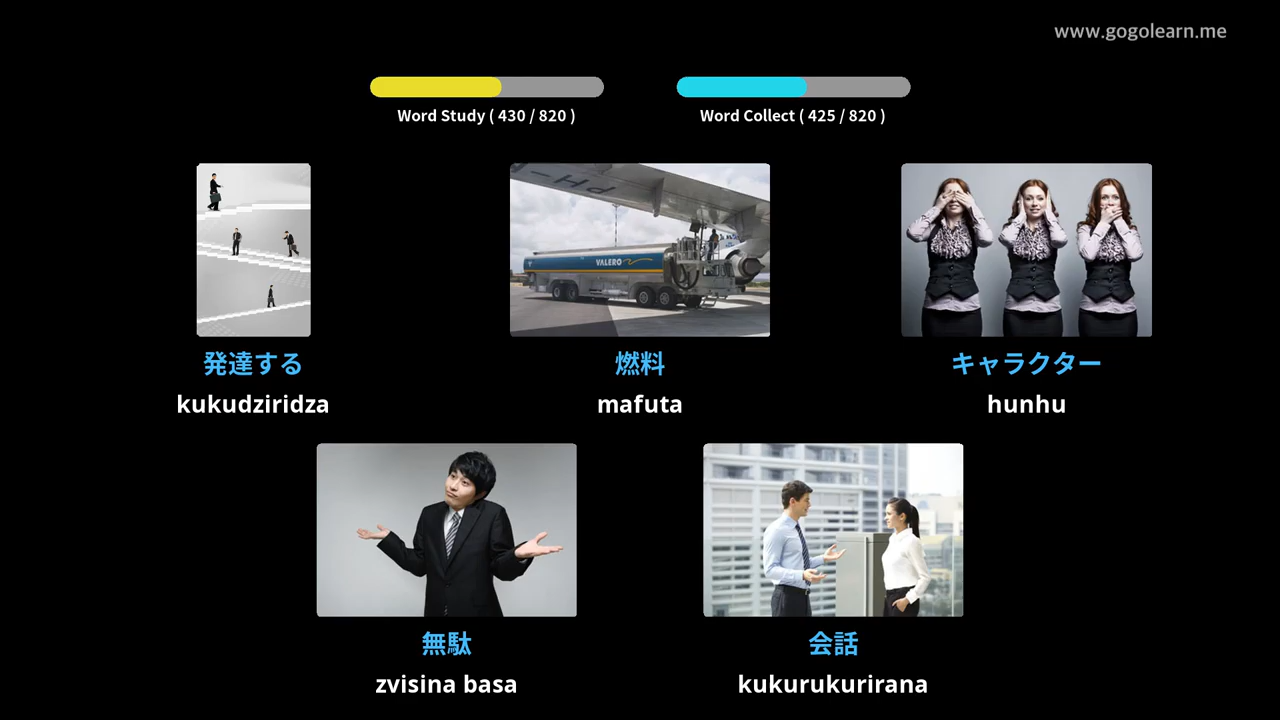 www.gogolearn.me
Word Study ( 430 / 820 )
Word Collect ( 425 / 820 )
VALERO
発達する
燃料
キャラクター
kukudziridza
mafuta
hunhu
無駄
会話
zvisina basa
kukurukurirana